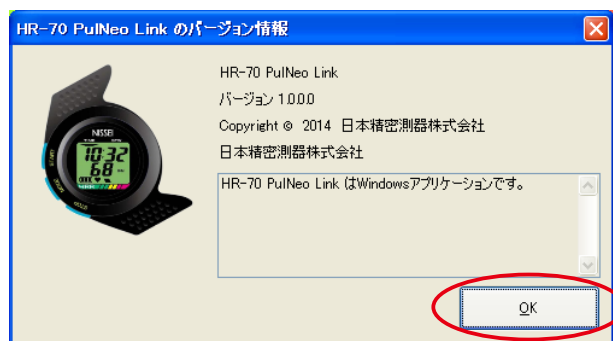 HR-70 PulNeo Link のバージョン情報
HR-70 PulNeo Link
バージョン 1.0.0.0
Copyright © 2014 日本精密測器株式会社
日本精密測器株式会社
HR-70 PulNeo Link はWindowsアプリケーションです。
NISSEI
10:32
68
OK